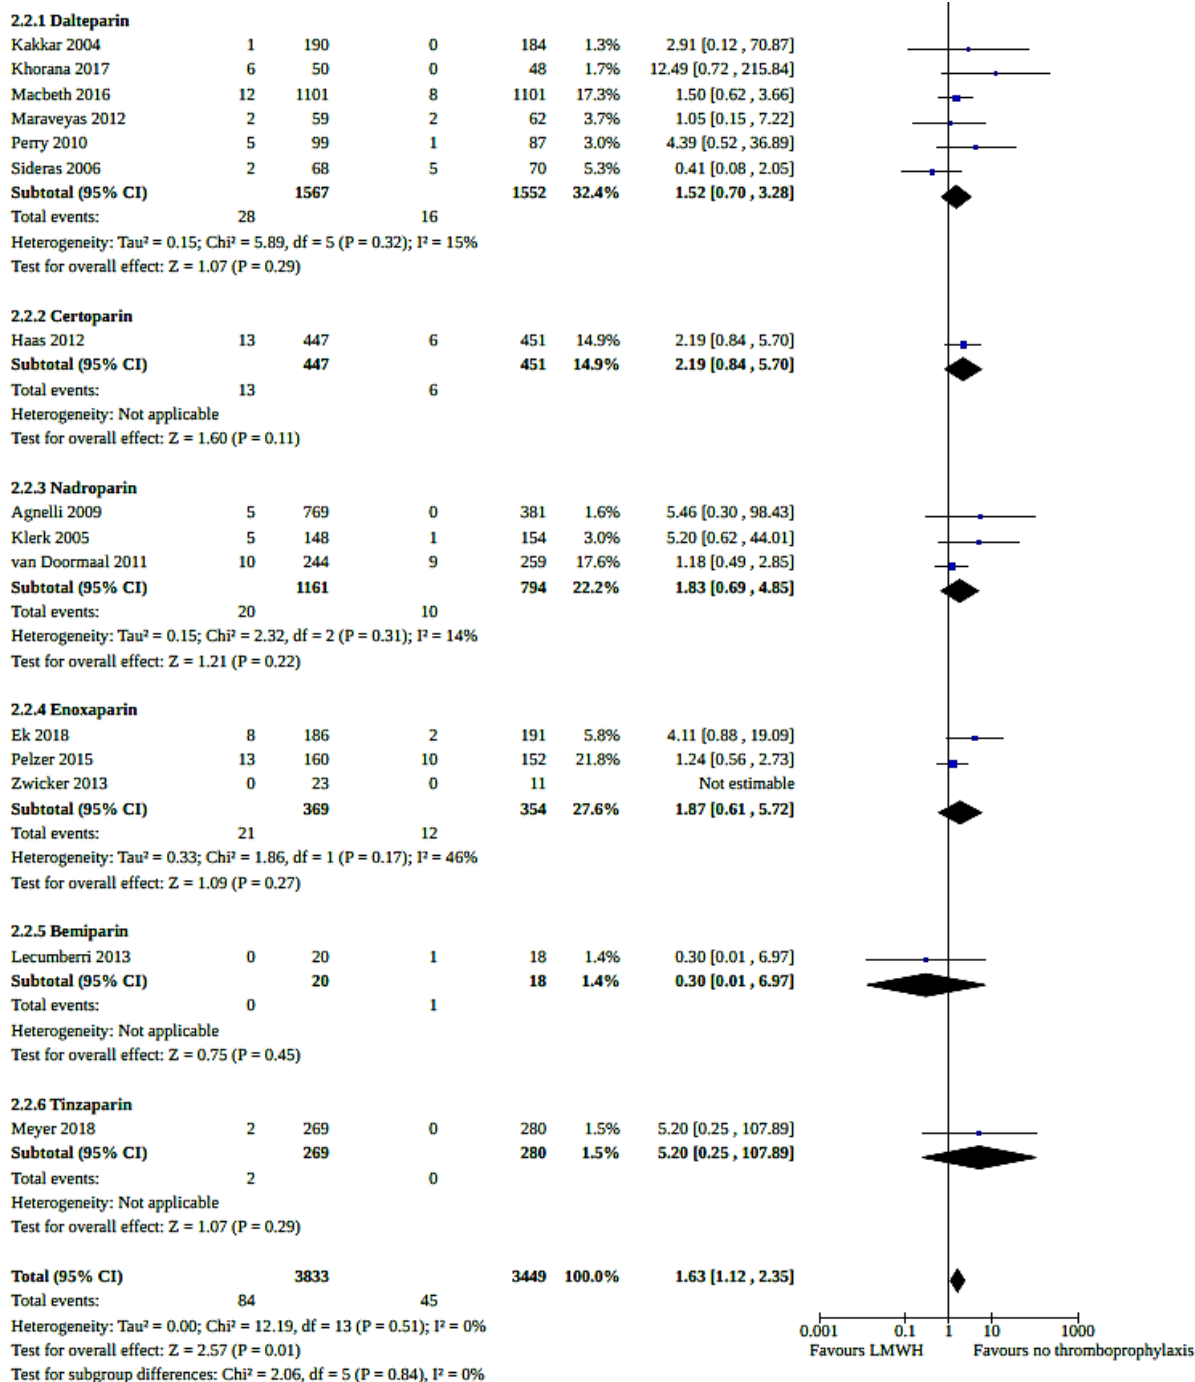 2.2.1 Dalteparin
Kakkar 2004 1 190 0 184 1.3% 2.91 [0.12 , 70.87]
Khorana 2017 6 50 0 48 1.7% 12.49 [0.72 , 215.84]
Macbeth 2016 12 1101 8 1101 17.3% 1.50 [0.62 , 3.66]
Maraveyas 2012 2 59 2 62 3.7% 1.05 [0.15 , 7.22]
Perry 2010 5 99 1 87 3.0% 4.39 [0.52 , 36.89]
Sideras 2006 2 68 5 70 5.3% 0.41 [0.08 , 2.05]
Subtotal (95% CI) 1567 1552 32.4% 1.52 [0.70 , 3.28]
Total events: 28 16
Heterogeneity: Tau² = 0.15; Chi² = 5.89, df = 5 (P = 0.32); I² = 15%
Test for overall effect: Z = 1.07 (P = 0.29)
2.2.2 Certoparin
Haas 2012 13 447 6 451 14.9% 2.19 [0.84 , 5.70]
Subtotal (95% CI) 447 451 14.9% 2.19 [0.84 , 5.70]
Total events: 13 6
Heterogeneity: Not applicable
Test for overall effect: Z = 1.60 (P = 0.11)
2.2.3 Nadroparin
Agnelli 2009 5 769 0 381 1.6% 5.46 [0.30 , 98.43]
Klerk 2005 5 148 1 154 3.0% 5.20 [0.62 , 44.01]
van Doormaal 2011 10 244 9 259 17.6% 1.18 [0.49 , 2.85]
Subtotal (95% CI) 1161 794 22.2% 1.83 [0.69 , 4.85]
Total events: 20 10
Heterogeneity: Tau² = 0.15; Chi² = 2.32, df = 2 (P = 0.31); I² = 14%
Test for overall effect: Z = 1.21 (P = 0.22)
2.2.4 Enoxaparin
Ek 2018 8 186 2 191 5.8% 4.11 [0.88 , 19.09]
Pelzer 2015 13 160 10 152 21.8% 1.24 [0.56 , 2.73]
Zwicker 2013 0 23 0 11 Not estimable
Subtotal (95% CI) 369 354 27.6% 1.87 [0.61 , 5.72]
Total events: 21 12
Heterogeneity: Tau² = 0.33; Chi² = 1.86, df = 1 (P = 0.17); I² = 46%
Test for overall effect: Z = 1.09 (P = 0.27)
2.2.5 Bemiparin
Lecumberri 2013 0 20 1 18 1.4% 0.30 [0.01 , 6.97]
Subtotal (95% CI) 20 18 1.4% 0.30 [0.01 , 6.97]
Total events: 0 1
Heterogeneity: Not applicable
Test for overall effect: Z = 0.75 (P = 0.45)
2.2.6 Tinzaparin
Meyer 2018 2 269 0 280 1.5% 5.20 [0.25 , 107.89]
Subtotal (95% CI) 269 280 1.5% 5.20 [0.25 , 107.89]
Total events: 2 0
Heterogeneity: Not applicable
Test for overall effect: Z = 1.07 (P = 0.29)
Total (95% CI) 3833 3449 100.0% 1.63 [1.12 , 2.35]
Total events: 84 45
Heterogeneity: Tau² = 0.00; Chi² = 12.19, df = 13 (P = 0.51); I² = 0%
Test for overall effect: Z = 2.57 (P = 0.01)
Test for subgroup differences: Chi² = 2.06, df = 5 (P = 0.84), I² = 0%
0.001 0.1 1 10 1000
Favours LMWH Favours no thromboprophylaxis